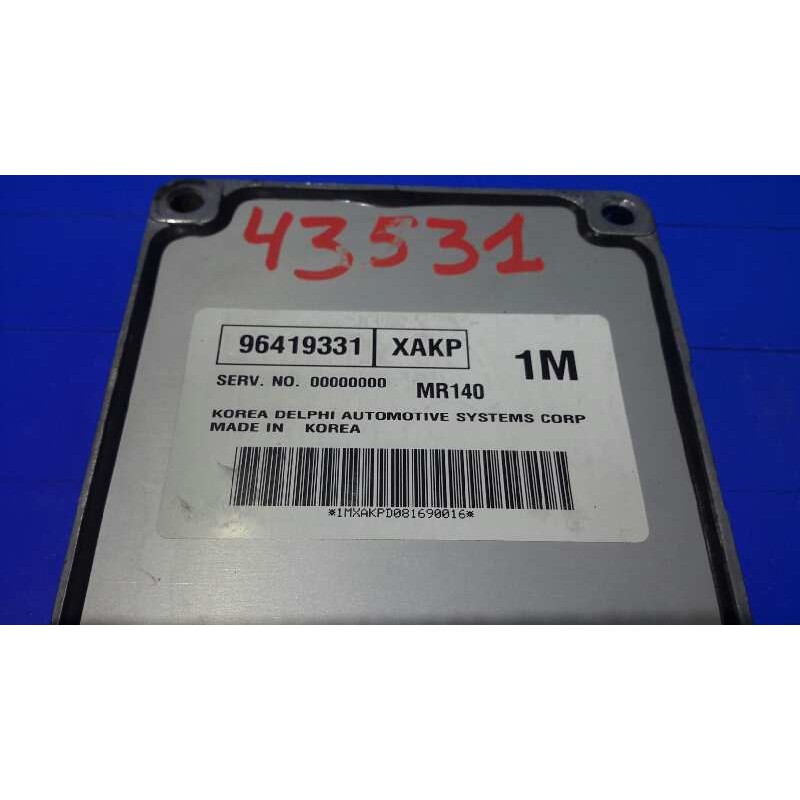 43531
96419331 XAKP 1M
SERV. NO. 00000000 MR140
KOREA DELPHI AUTOMOTIVE SYSTEMS CORP
MADE IN KOREA
*1MXAKPD081690016*